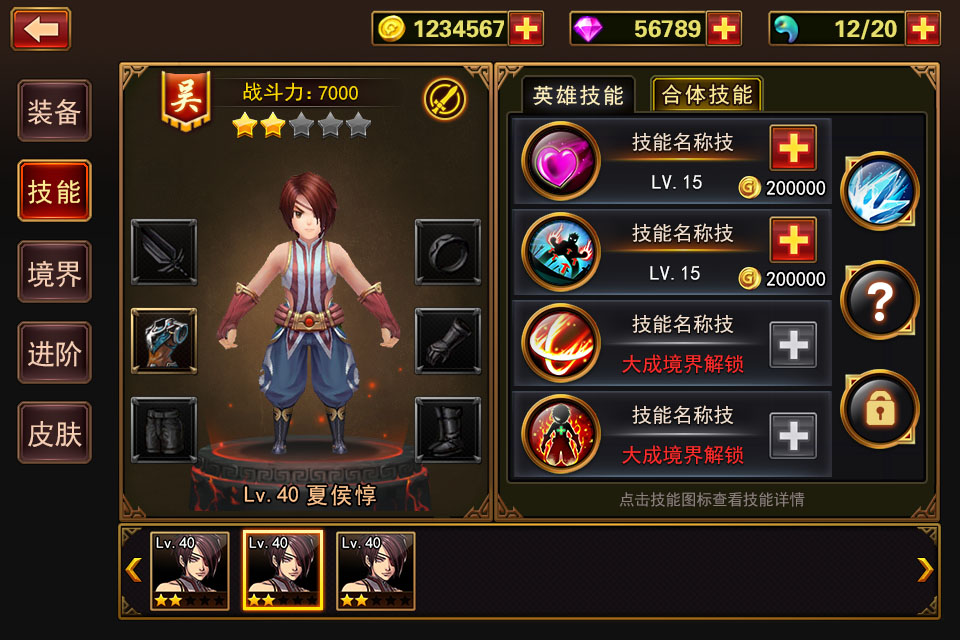 1234567
56789
12/20
装备
技能
境界
进阶
皮肤
吴
战斗力: 7000
Lv. 40 夏侯惇
英雄技能
合体技能
技能名称技
LV. 15
G 200000
技能名称技
LV. 15
G 200000
技能名称技
大成境界解锁
技能名称技
大成境界解锁
?
点击技能图标查看技能详情
Lv. 40
Lv. 40
Lv. 40